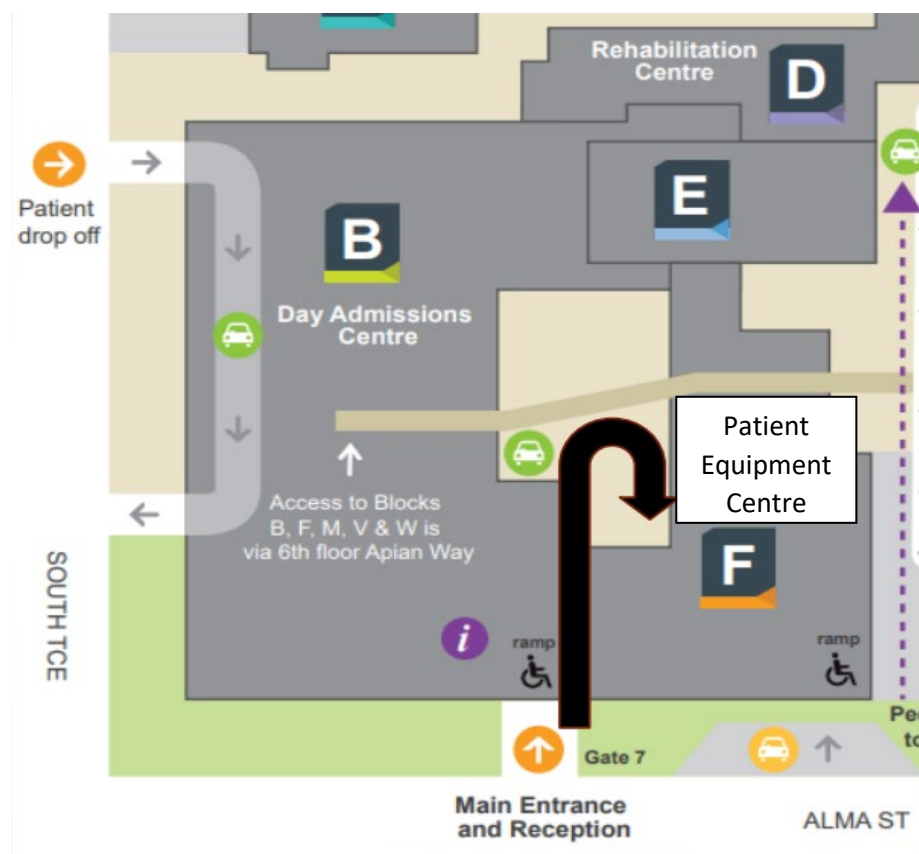 Rehabilitation
Centre
D
E
Patient
drop off
B
Day Admissions
Centre
Patient
Equipment
Centre
Access to Blocks
B, F, M, V & W is
via 6th floor Apian Way
F
SOUTH TCE
i
ramp
ramp
Gate 7
Main Entrance
and Reception
ALMA ST